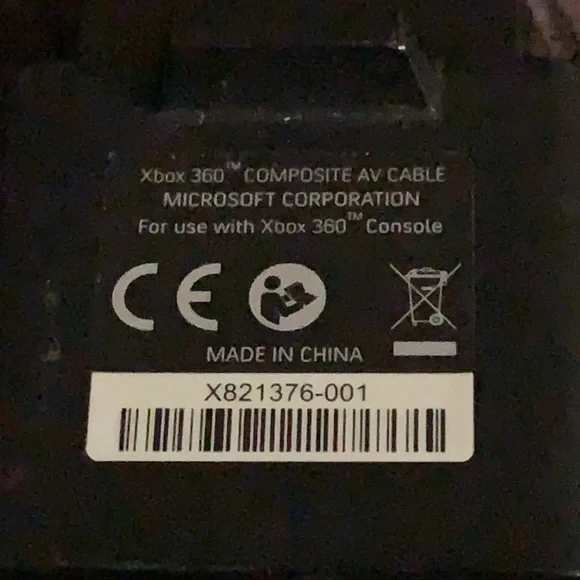 Xbox 360™ COMPOSITE AV CABLE
MICROSOFT CORPORATION
For use with Xbox 360™ Console
CE
MADE IN CHINA
X821376-001